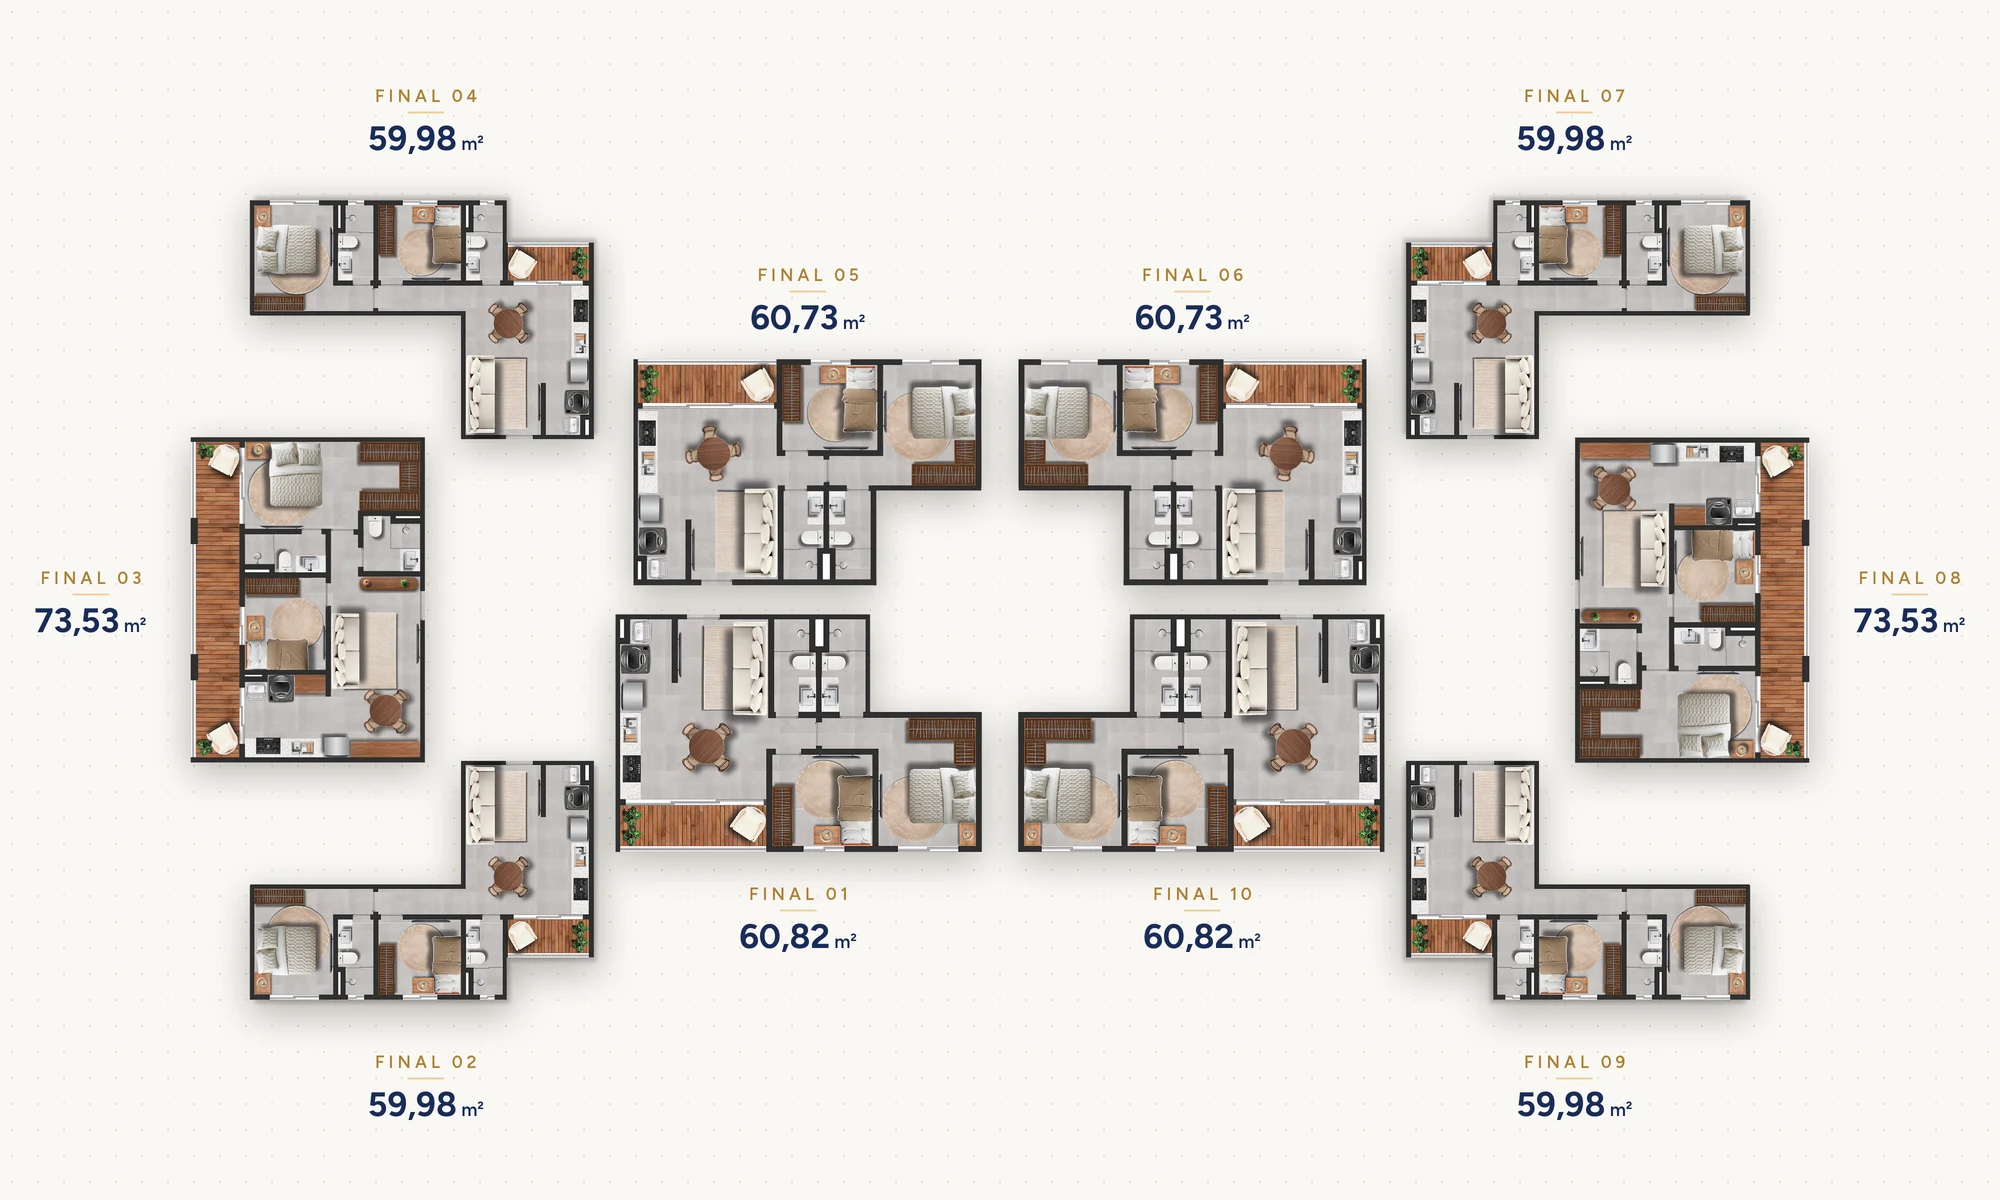 FINAL 04
59,98 m²
FINAL 07
59,98 m²
FINAL 05
60,73 m²
FINAL 06
60,73 m²
FINAL 03
73,53 m²
FINAL 08
73,53 m²
FINAL 01
60,82 m²
FINAL 10
60,82 m²
FINAL 02
59,98 m²
FINAL 09
59,98 m²